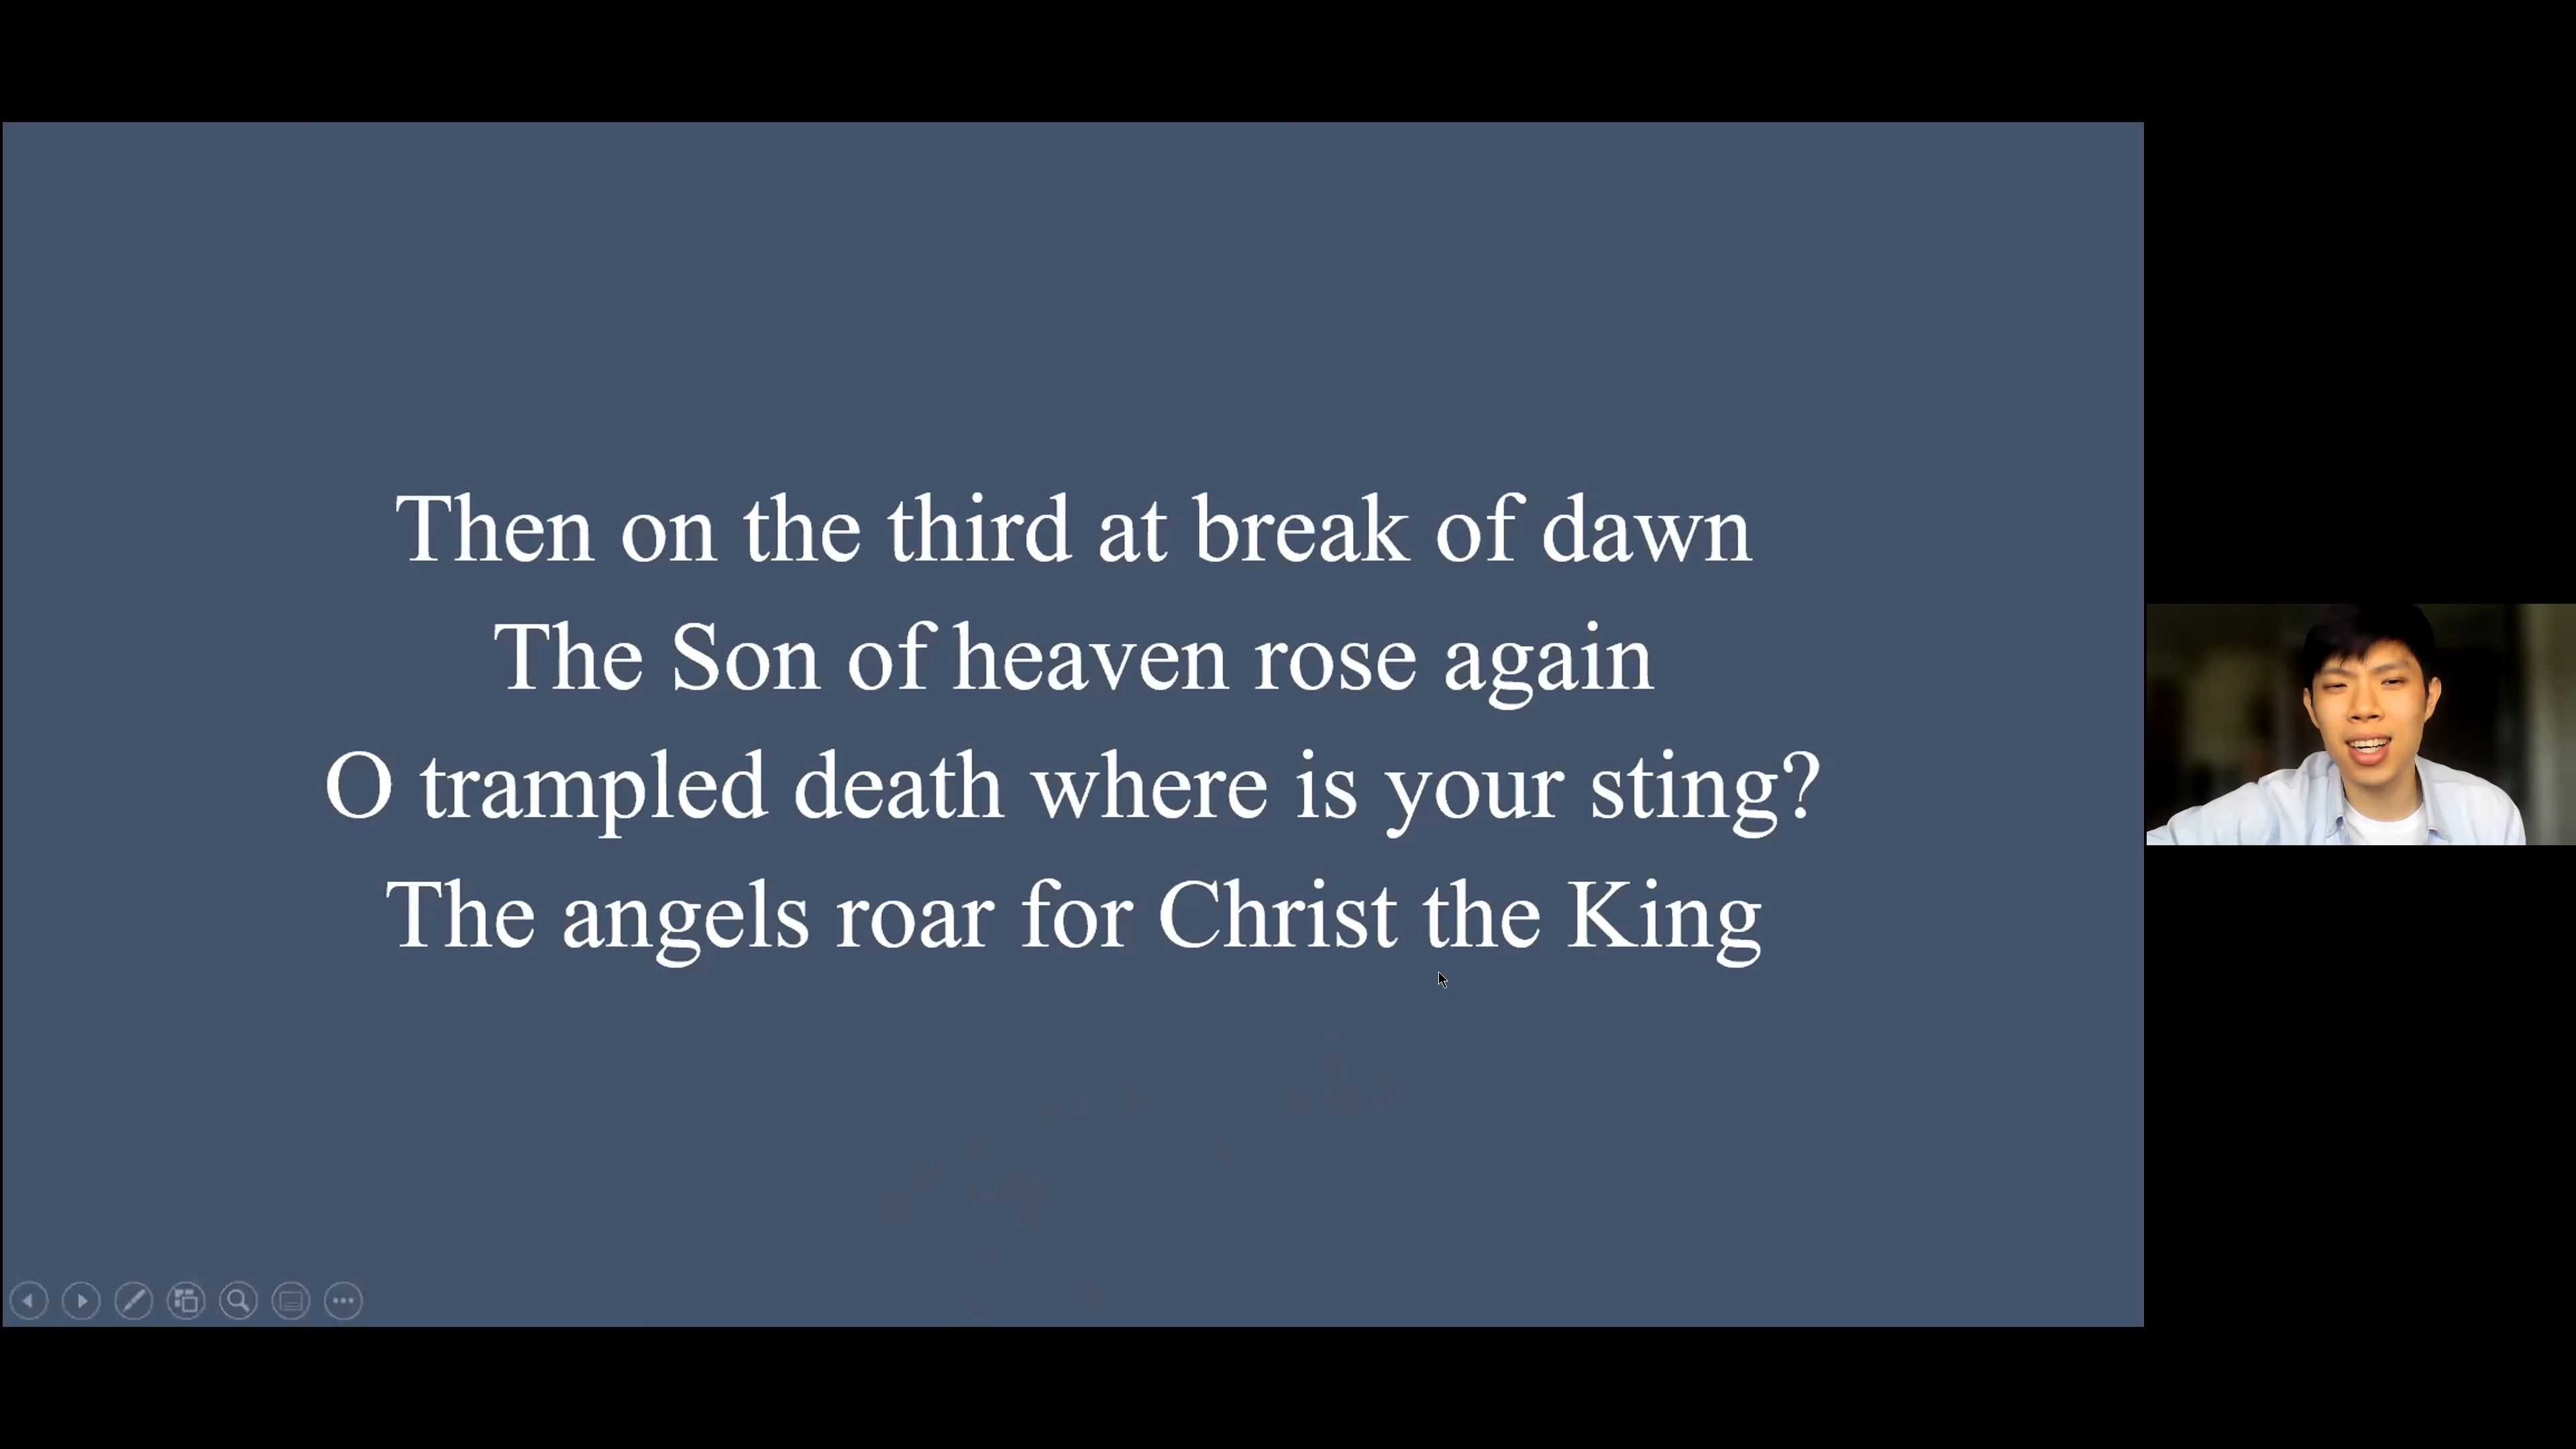 Then on the third at break of dawn
The Son of heaven rose again
O trampled death where is your sting?
The angels roar for Christ the King